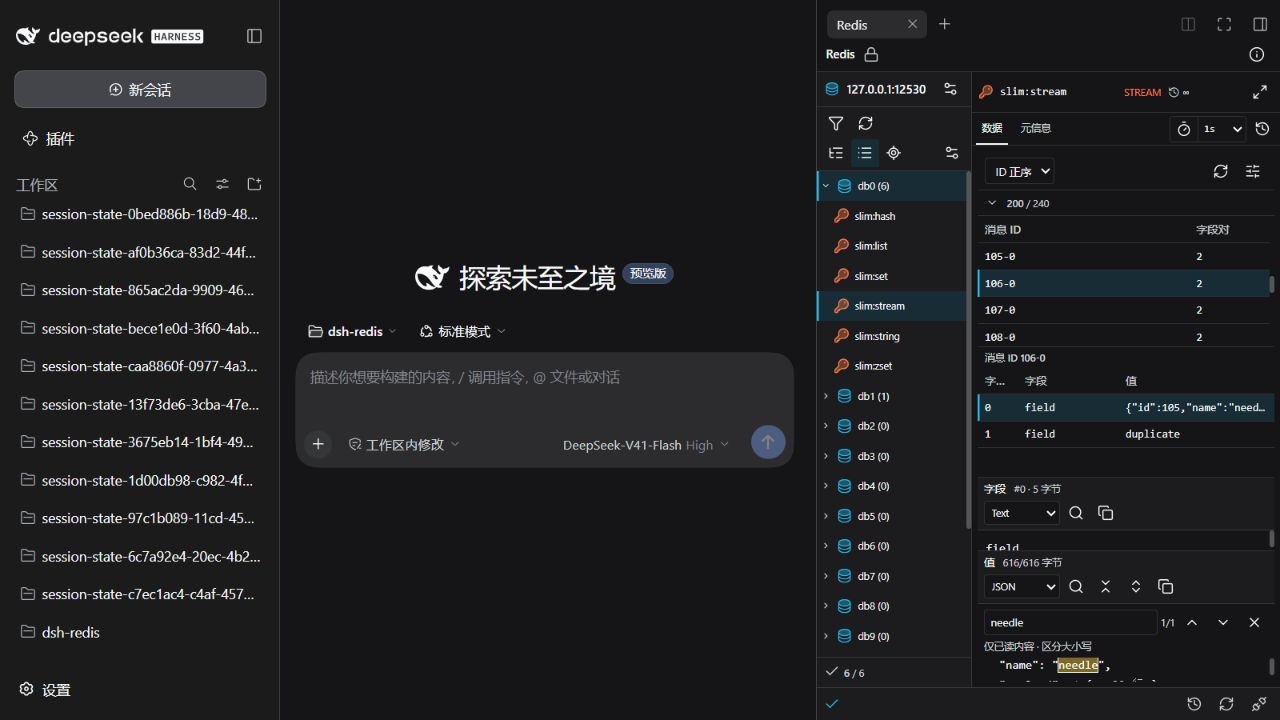 deepseek HARNESS
新会话
插件
工作区
session-state-0bed886b-18d9-48...
session-state-af0b36ca-83d2-44f...
session-state-865ac2da-9909-46...
session-state-bece1e0d-3f60-4ab...
session-state-caa8860f-0977-4a3...
session-state-13f73de6-3cba-47e...
session-state-3675eb14-1bf4-49...
session-state-1d00db98-c982-4f...
session-state-97c1b089-11cd-45...
session-state-6c7a92e4-20ec-4b2...
session-state-c7ec1ac4-c4af-457...
dsh-redis
设置
探索未至之境 预览版
dsh-redis 标准模式
描述你想要构建的内容, / 调用指令, @ 文件或对话
工作区内修改 DeepSeek-V41-Flash High
Redis
Redis
127.0.0.1:12530
db0 (6)
slim:hash
slim:list
slim:set
slim:stream
slim:string
slim:zset
db1 (1)
db2 (0)
db3 (0)
db4 (0)
db5 (0)
db6 (0)
db7 (0)
db8 (0)
db9 (0)
6 / 6
slim:stream STREAM ∞
数据 元信息 1s
ID 正序
200 / 240
消息 ID 字段对
105-0 2
106-0 2
107-0 2
108-0 2
消息 ID 106-0
字... 字段 值
0 field {"id":105,"name":"need...
1 field duplicate
字段 #0 · 5 字节
Text
field
值 616/616 字节
JSON
needle 1/1
仅已读内容 · 区分大小写
"name": "needle",